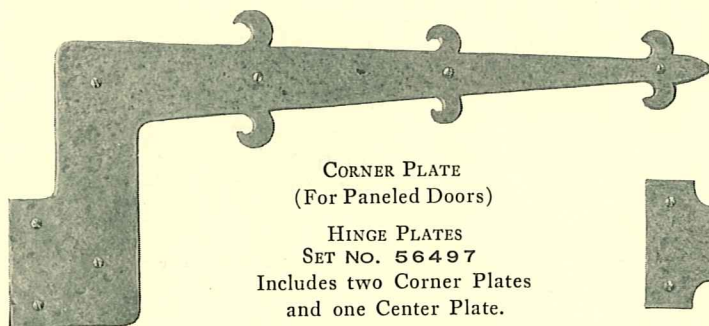 CORNER PLATE
(For Paneled Doors)
HINGE PLATES
SET NO. 56497
Includes two Corner Plates
and one Center Plate.